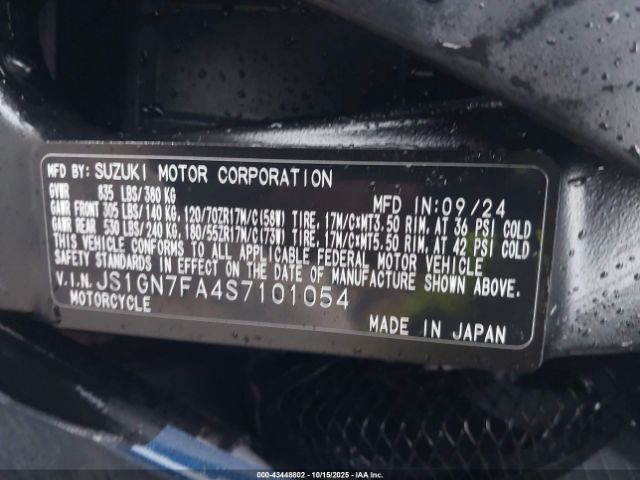 MFD BY: SUZUKI MOTOR CORPORATION
GVWR 835 LBS/380 KG MFD IN: 09/24
GAWR FRONT 305 LBS/140 KG, 120/70ZR17M/C(58W) TIRE, 17M/C×MT3.50 RIM, AT 36 PSI COLD
GAWR REAR 530 LBS/240 KG, 180/55ZR17M/C(73W) TIRE, 17M/C×MT5.50 RIM, AT 42 PSI COLD
THIS VEHICLE CONFORMS TO ALL APPLICABLE FEDERAL MOTOR VEHICLE
SAFETY STANDARDS IN EFFECT ON THE DATE OF MANUFACTURE SHOWN ABOVE.
V.I.N. JS1GN7FA4S7101054
MOTORCYCLE
MADE IN JAPAN
000-43448802 - 10/15/2025 - COPYRIGHT IAA, LLC